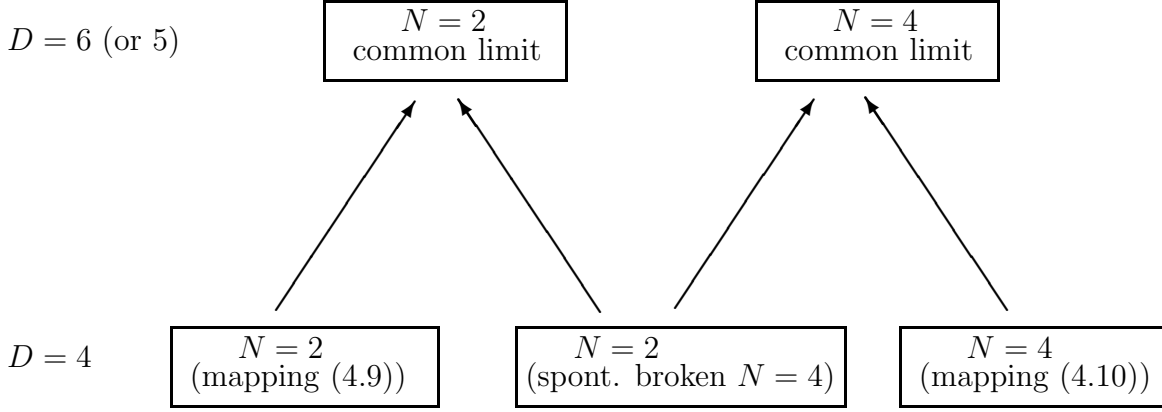 D = 6 (or 5)
N = 2
common limit
N = 4
common limit
D = 4
N = 2
(mapping (4.9))
N = 2
(spont. broken N = 4)
N = 4
(mapping (4.10))